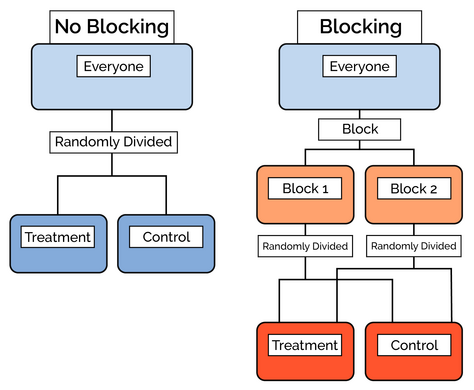 No Blocking
Everyone
Randomly Divided
Treatment
Control
Blocking
Everyone
Block
Block 1
Block 2
Randomly Divided
Randomly Divided
Treatment
Control